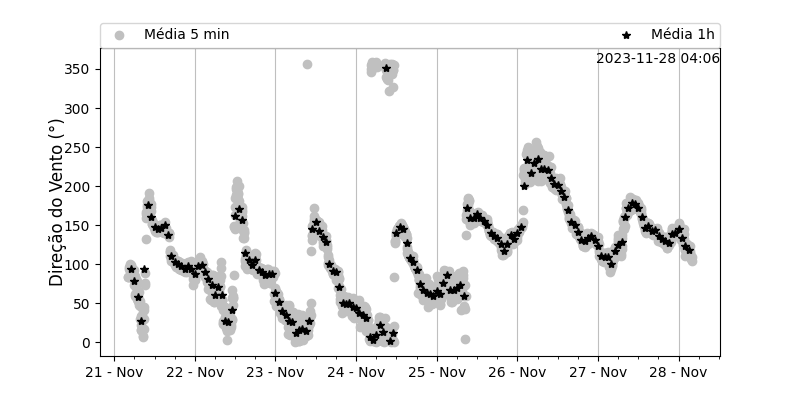 Média 5 min
Média 1h
2023-11-28 04:06
Direção do Vento (°)
350
300
250
200
150
100
50
0
21 - Nov
22 - Nov
23 - Nov
24 - Nov
25 - Nov
26 - Nov
27 - Nov
28 - Nov